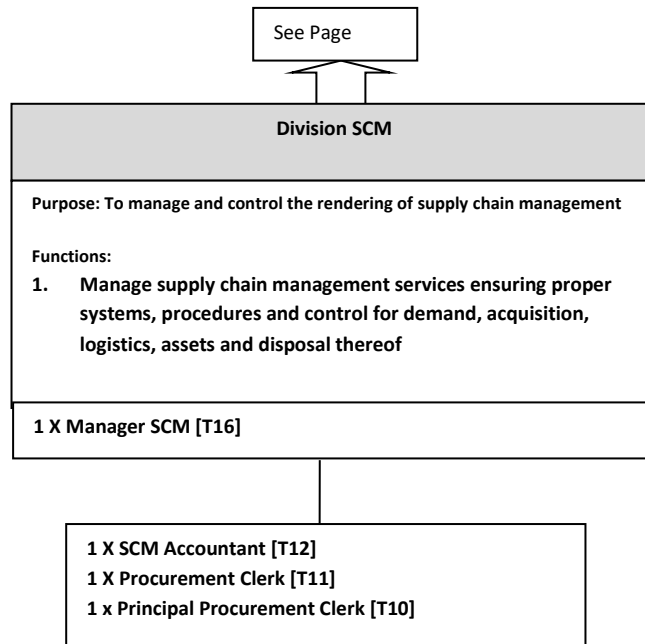 See Page
Division SCM
Purpose: To manage and control the rendering of supply chain management
Functions:
1. Manage supply chain management services ensuring proper
systems, procedures and control for demand, acquisition,
logistics, assets and disposal thereof
1 X Manager SCM [T16]
1 X SCM Accountant [T12]
1 X Procurement Clerk [T11]
1 x Principal Procurement Clerk [T10]